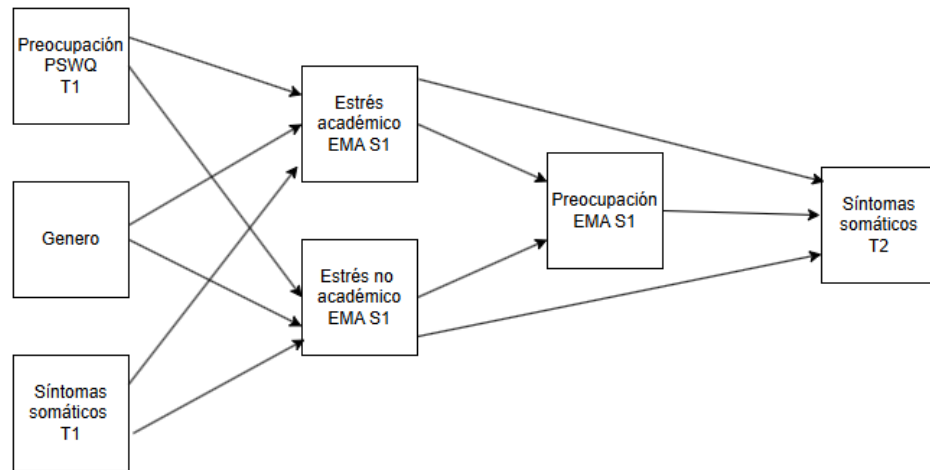 Preocupación
PSWQ
T1
Estrés
académico
EMA S1
Preocupación
EMA S1
Síntomas
somáticos
T2
Genero
Estrés no
académico
EMA S1
Síntomas
somáticos
T1